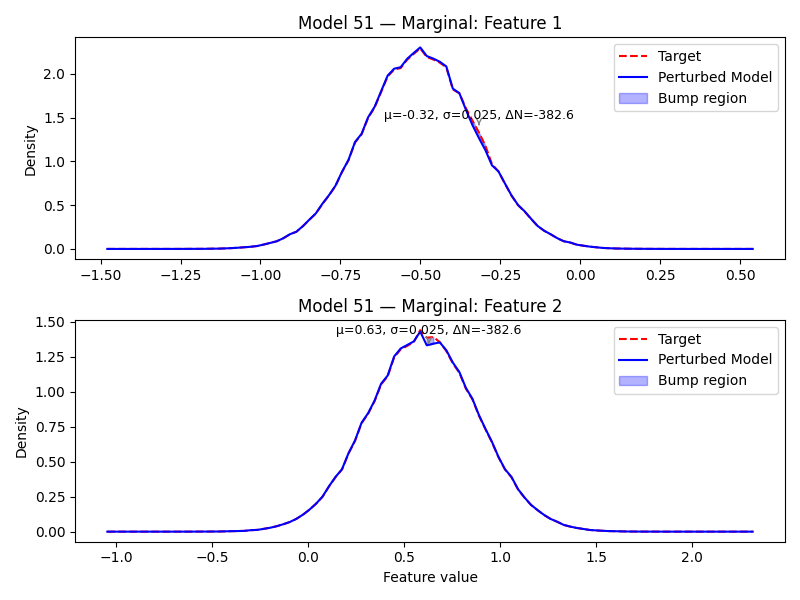 Model 51 — Marginal: Feature 1
Target
Perturbed Model
Bump region
μ=-0.32, σ=0.025, ΔN=-382.6
Density
2.0
1.5
1.0
0.5
0.0
−1.50 −1.25 −1.00 −0.75 −0.50 −0.25 0.00 0.25 0.50
Model 51 — Marginal: Feature 2
μ=0.63, σ=0.025, ΔN=-382.6
Target
Perturbed Model
Bump region
Density
1.50
1.25
1.00
0.75
0.50
0.25
0.00
−1.0 −0.5 0.0 0.5 1.0 1.5 2.0
Feature value